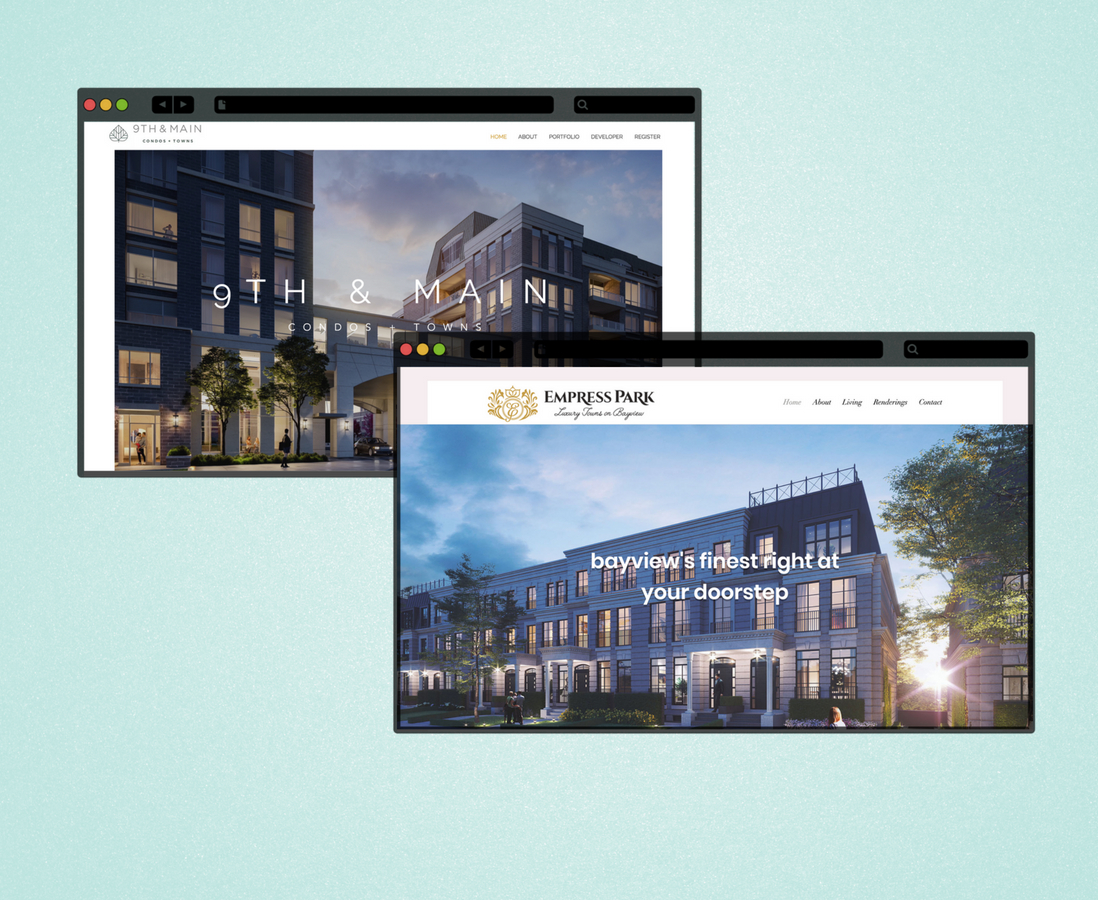 9TH & MAIN
CONDOS + TOWNS
HOME ABOUT PORTFOLIO DEVELOPER REGISTER
9TH & MAIN
CONDOS + TOWNS
EMPRESS PARK
Luxury Towns on Bayview
Home About Living Renderings Contact
bayview's finest right at
your doorstep